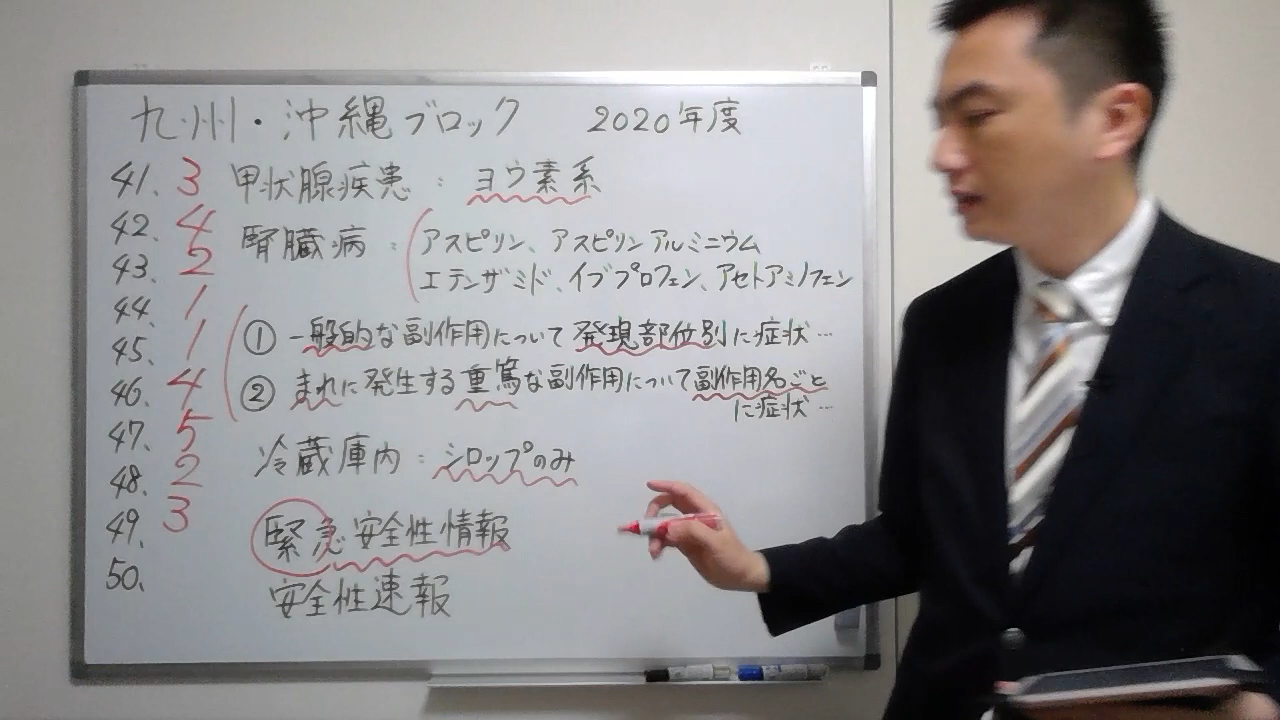 九州・沖縄ブロック 2020年度
41. 3 甲状腺疾患：ヨウ素系
42. 4 腎臓病：アスピリン、アスピリンアルミニウム
43. 2 エテンザミド、イブプロフェン、アセトアミノフェン
44. 1
45. 1 ① 一般的な副作用について発現部位別に症状…
46. 4 ② まれに発生する重篤な副作用について副作用名ごと
に症状…
47. 5 冷蔵庫内：シロップのみ
48. 2
49. 3 緊急安全性情報
50. 安全性速報